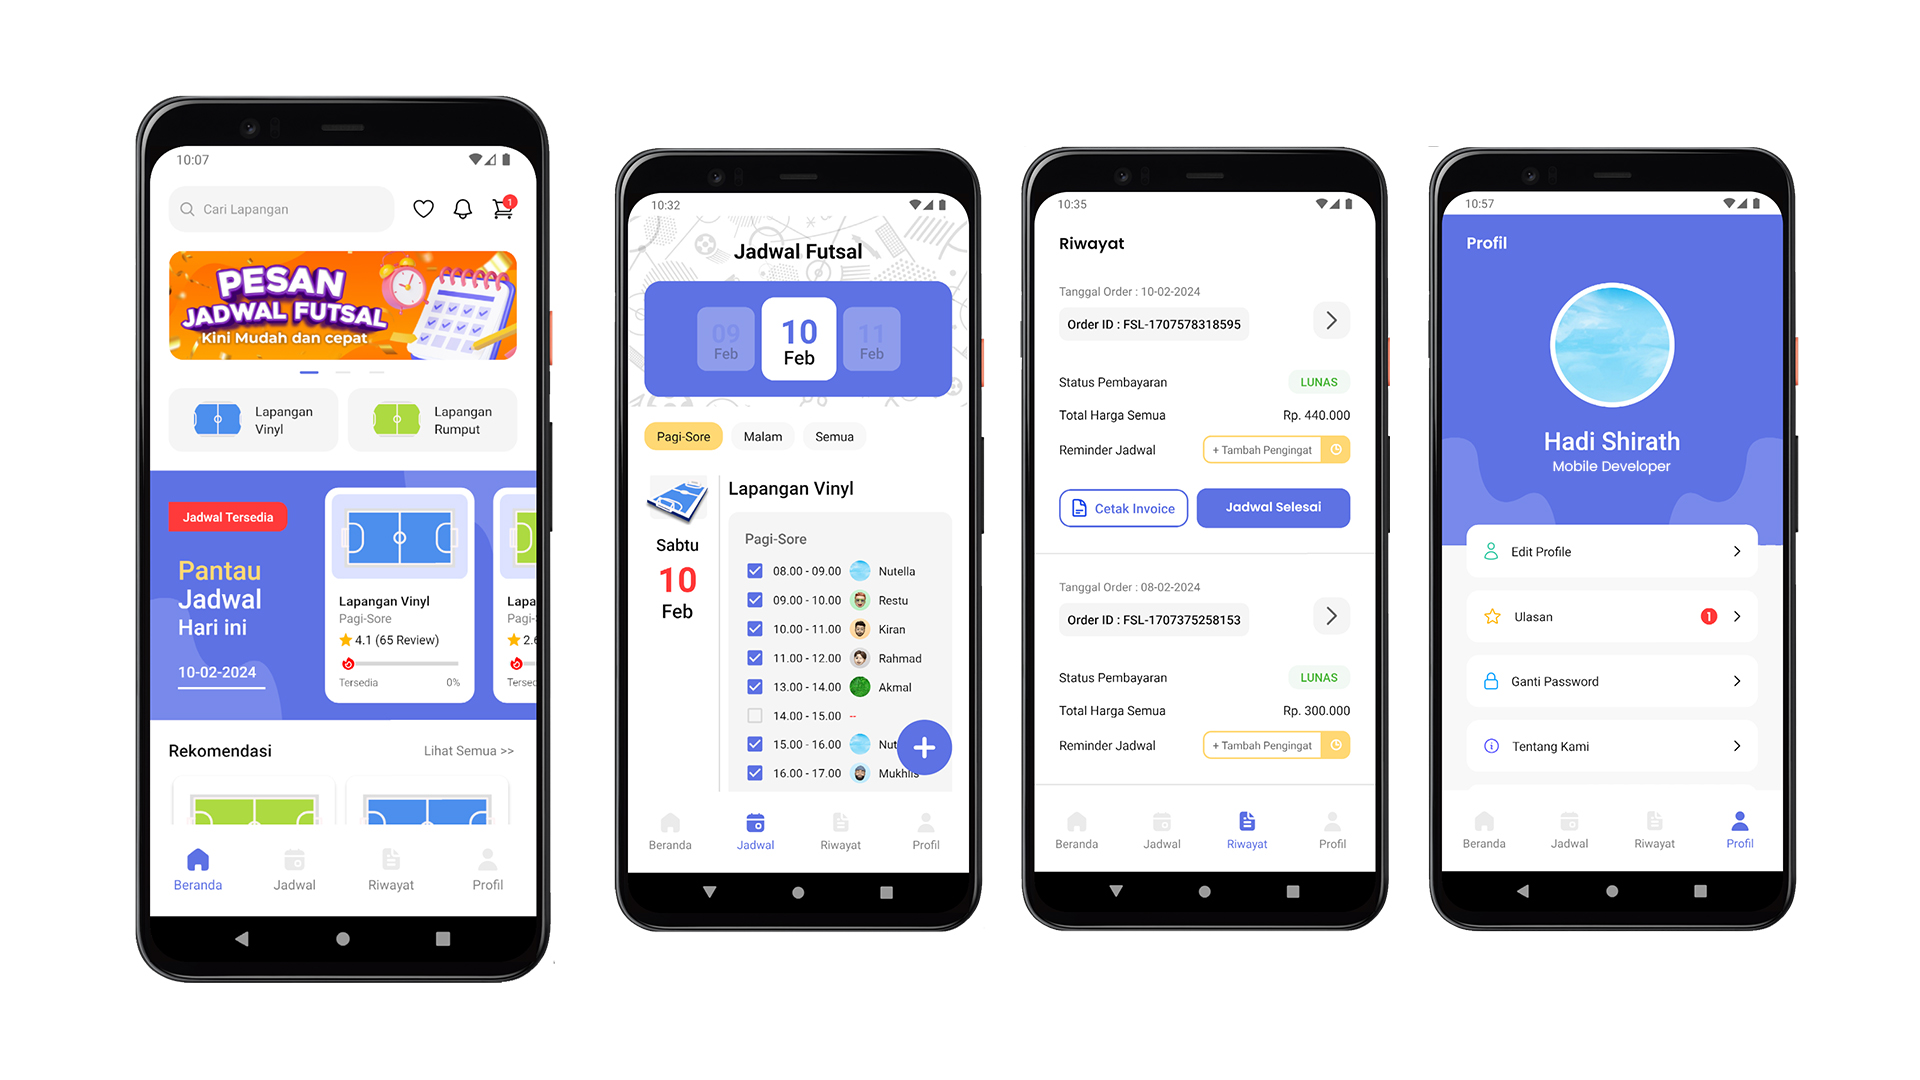 10:07
Cari Lapangan
1
PESAN
JADWAL FUTSAL
Kini Mudah dan cepat
Lapangan
Vinyl
Lapangan
Rumput
Jadwal Tersedia
Pantau
Jadwal
Hari ini
10-02-2024
Lapangan Vinyl
Pagi-Sore
4.1 (65 Review)
Tersedia 0%
Lapa
Pagi-
2.6
Tersec
Rekomendasi
Lihat Semua >>
Beranda
Jadwal
Riwayat
Profil
10:32
Jadwal Futsal
09
Feb
10
Feb
11
Feb
Pagi-Sore
Malam
Semua
Sabtu
10
Feb
Lapangan Vinyl
Pagi-Sore
08.00 - 09.00 Nutella
09.00 - 10.00 Restu
10.00 - 11.00 Kiran
11.00 - 12.00 Rahmad
13.00 - 14.00 Akmal
14.00 - 15.00 --
15.00 - 16.00 Nut
16.00 - 17.00 Mukhlis
+
Beranda
Jadwal
Riwayat
Profil
10:35
Riwayat
Tanggal Order : 10-02-2024
Order ID : FSL-1707578318595
Status Pembayaran LUNAS
Total Harga Semua Rp. 440.000
Reminder Jadwal + Tambah Pengingat
Cetak Invoice
Jadwal Selesai
Tanggal Order : 08-02-2024
Order ID : FSL-1707375258153
Status Pembayaran LUNAS
Total Harga Semua Rp. 300.000
Reminder Jadwal + Tambah Pengingat
Beranda
Jadwal
Riwayat
Profil
10:57
Profil
Hadi Shirath
Mobile Developer
Edit Profile
Ulasan 1
Ganti Password
Tentang Kami
Beranda
Jadwal
Riwayat
Profil